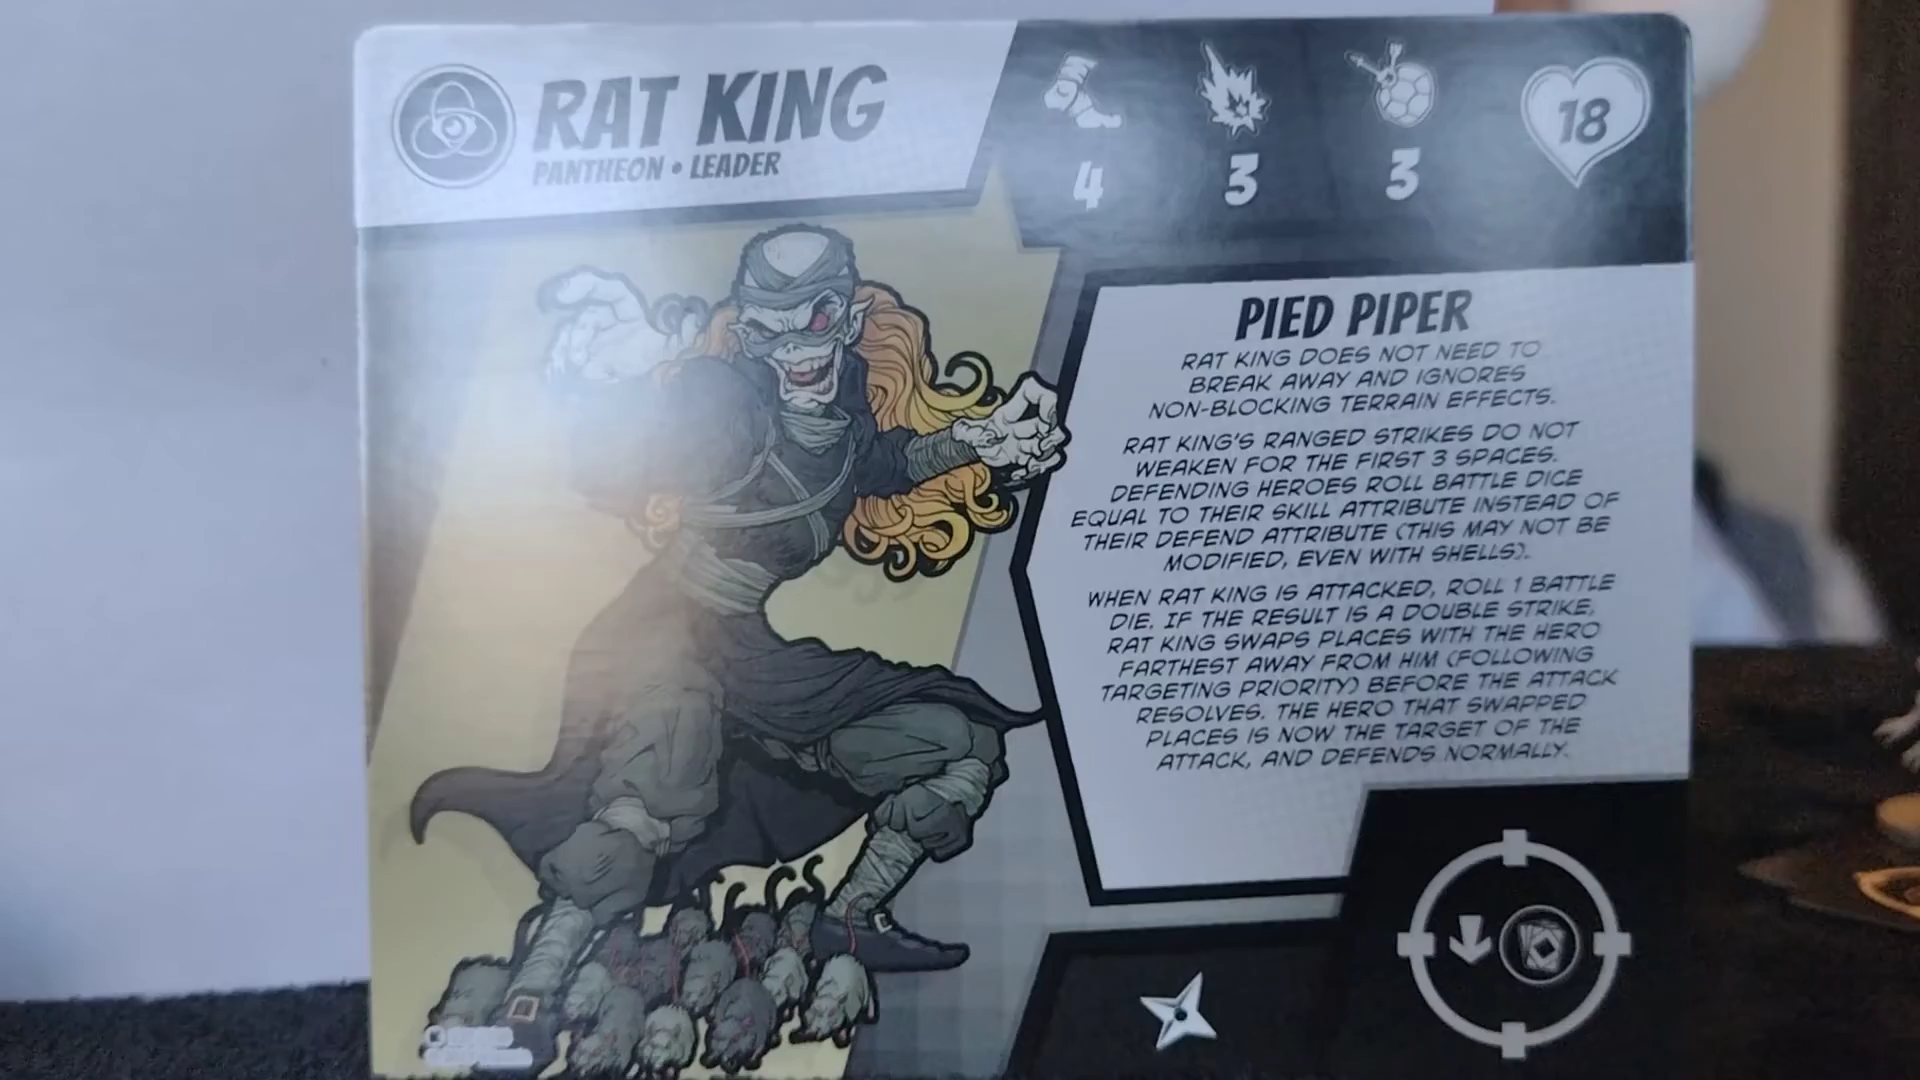 RAT KING
PANTHEON • LEADER
4
3
3
18
PIED PIPER
RAT KING DOES NOT NEED TO
BREAK AWAY AND IGNORES
NON-BLOCKING TERRAIN EFFECTS.
RAT KING'S RANGED STRIKES DO NOT
WEAKEN FOR THE FIRST 3 SPACES.
DEFENDING HEROES ROLL BATTLE DICE
EQUAL TO THEIR SKILL ATTRIBUTE INSTEAD OF
THEIR DEFEND ATTRIBUTE (THIS MAY NOT BE
MODIFIED, EVEN WITH SHELLS).
WHEN RAT KING IS ATTACKED, ROLL 1 BATTLE
DIE. IF THE RESULT IS A DOUBLE STRIKE,
RAT KING SWAPS PLACES WITH THE HERO
FARTHEST AWAY FROM HIM (FOLLOWING
TARGETING PRIORITY) BEFORE THE ATTACK
RESOLVES. THE HERO THAT SWAPPED
PLACES IS NOW THE TARGET OF THE
ATTACK, AND DEFENDS NORMALLY.